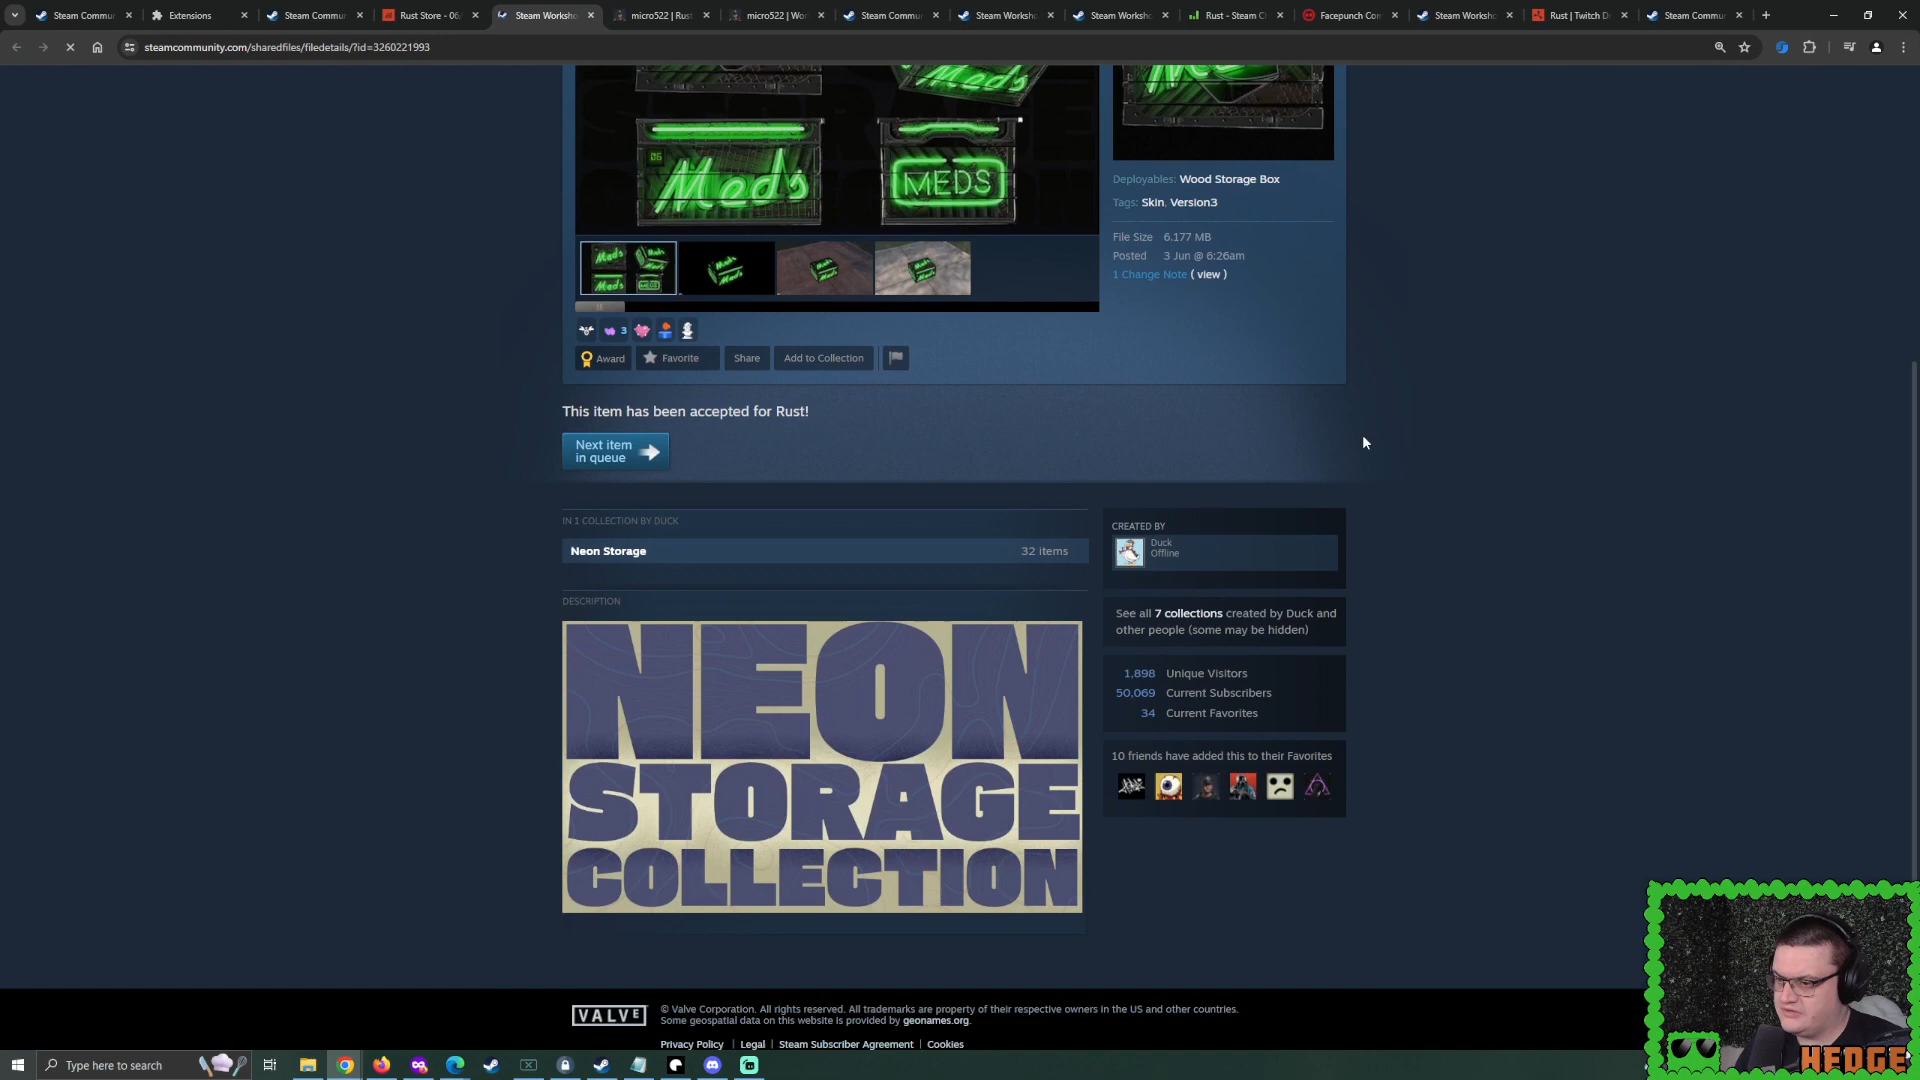 Steam Commu
Extensions
Steam Commu
Rust Store - 06/
Steam Worksho
micro522 | Rus
micro522 | Wor
Steam Commu
Steam Worksho
Steam Worksho
Rust - Steam C
Facepunch Com
Steam Worksho
Rust | Twitch D
Steam Commu
steamcommunity.com/sharedfiles/filedetails/?id=3260221993
Meds
MEDS
Deployables: Wood Storage Box
Tags: Skin, Version3
File Size 6.177 MB
Posted 3 Jun @ 6:26am
1 Change Note ( view )
3
Award
Favorite
Share
Add to Collection
This item has been accepted for Rust!
Next item
in queue
IN 1 COLLECTION BY DUCK
Neon Storage 32 items
DESCRIPTION
NEON
STORAGE
COLLECTION
CREATED BY
Duck
Offline
See all 7 collections created by Duck and
other people (some may be hidden)
1,898 Unique Visitors
50,069 Current Subscribers
34 Current Favorites
10 friends have added this to their Favorites
VALVE
© Valve Corporation. All rights reserved. All trademarks are property of their respective owners in the US and other countries.
Some geospatial data on this website is provided by geonames.org.
Privacy Policy | Legal | Steam Subscriber Agreement | Cookies
Type here to search
HEDGE